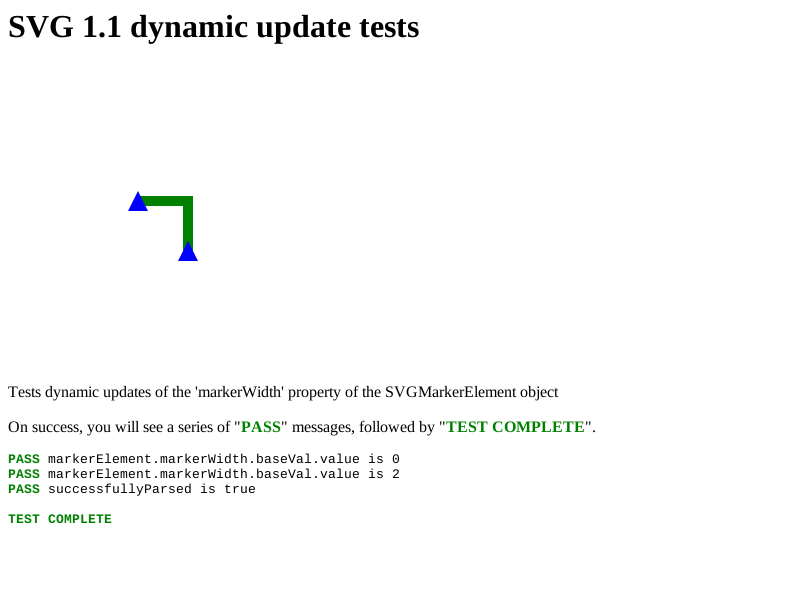 SVG 1.1 dynamic update tests
Tests dynamic updates of the 'markerWidth' property of the SVGMarkerElement object
On success, you will see a series of "PASS" messages, followed by "TEST COMPLETE".
PASS markerElement.markerWidth.baseVal.value is 0
PASS markerElement.markerWidth.baseVal.value is 2
PASS successfullyParsed is true
TEST COMPLETE